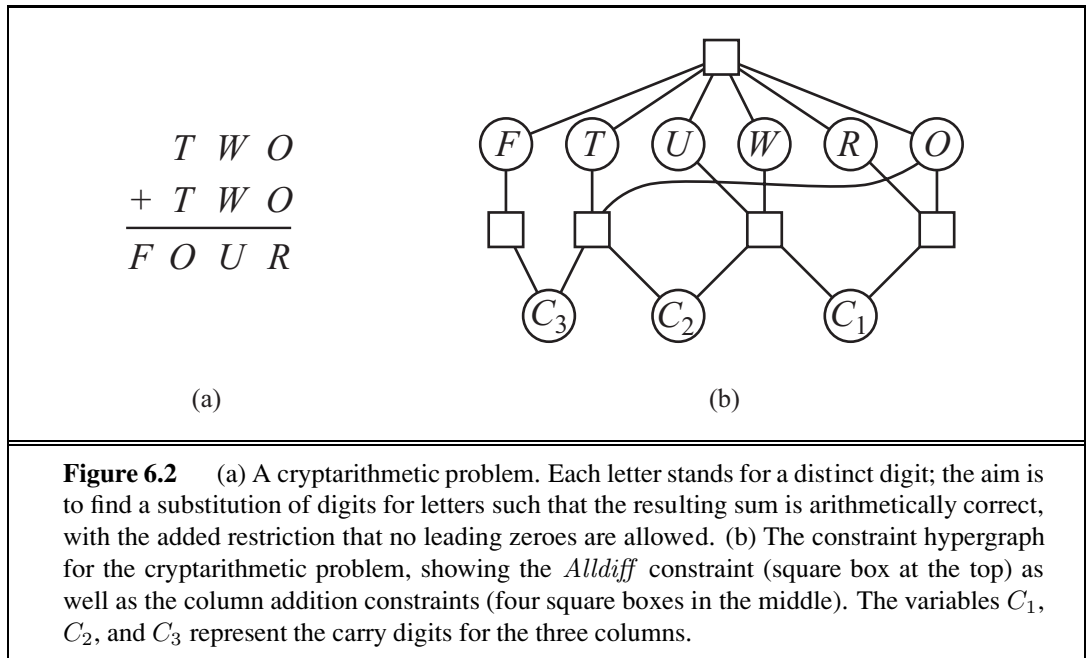 T W O
+ T W O
F O U R
(a)
F T U W R O
C3 C2 C1
(b)
Figure 6.2 (a) A cryptarithmetic problem. Each letter stands for a distinct digit; the aim is
to find a substitution of digits for letters such that the resulting sum is arithmetically correct,
with the added restriction that no leading zeroes are allowed. (b) The constraint hypergraph
for the cryptarithmetic problem, showing the Alldiff constraint (square box at the top) as
well as the column addition constraints (four square boxes in the middle). The variables C1,
C2, and C3 represent the carry digits for the three columns.